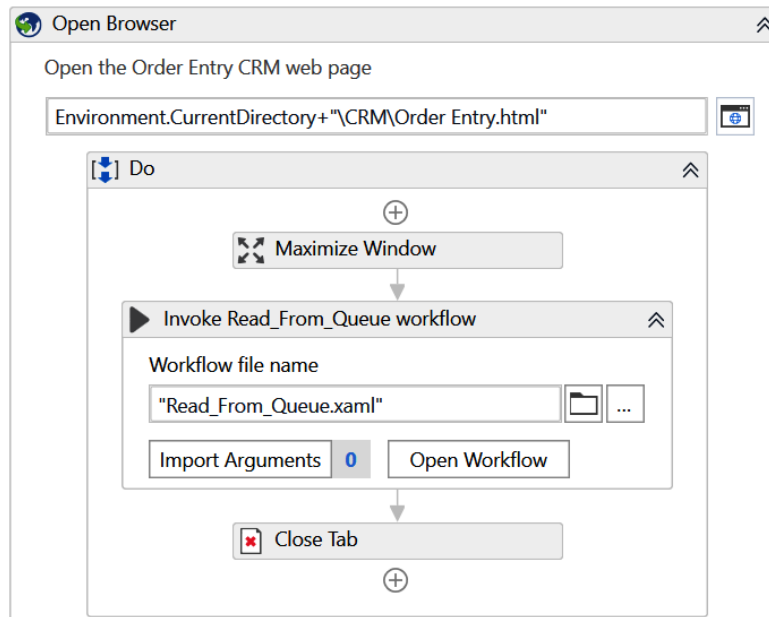 Open Browser
Open the Order Entry CRM web page
Environment.CurrentDirectory+"\CRM\Order Entry.html"
Do
Maximize Window
Invoke Read_From_Queue workflow
Workflow file name
"Read_From_Queue.xaml"
...
Import Arguments 0 Open Workflow
Close Tab